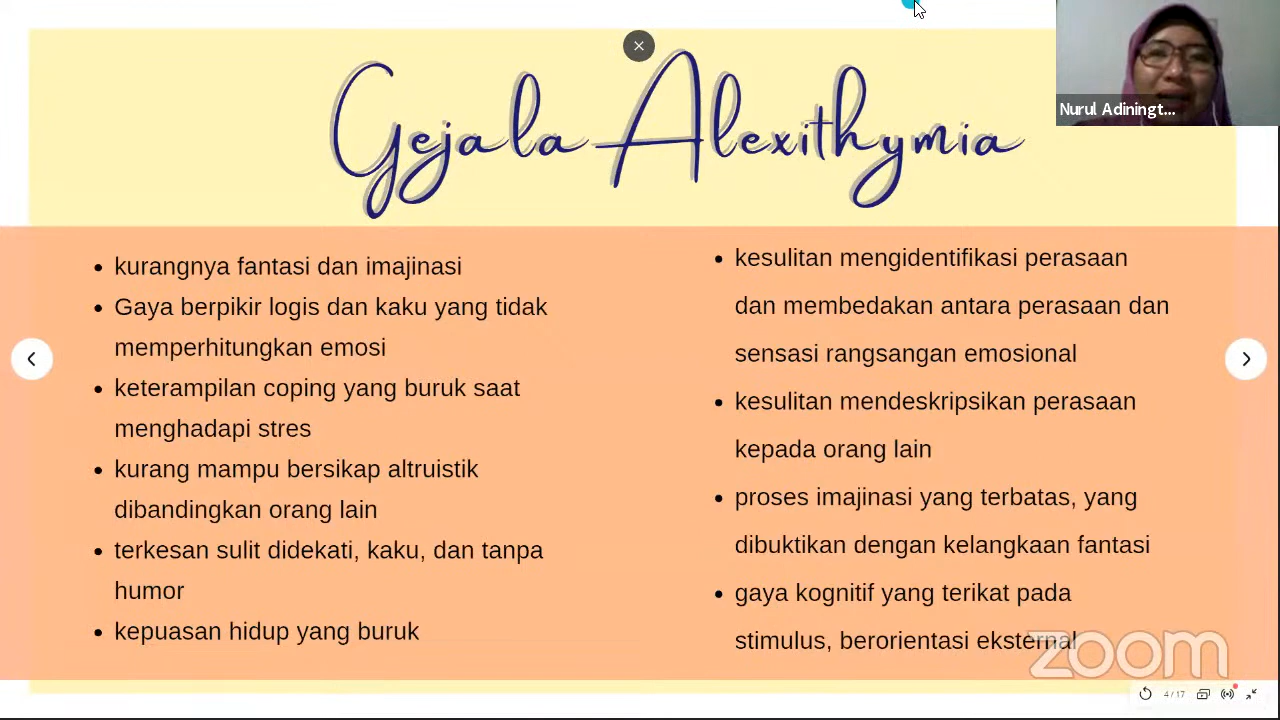 Gejala Alexithymia
Nurul Adiningt...
kurangnya fantasi dan imajinasi
Gaya berpikir logis dan kaku yang tidak
memperhitungkan emosi
keterampilan coping yang buruk saat
menghadapi stres
kurang mampu bersikap altruistik
dibandingkan orang lain
terkesan sulit didekati, kaku, dan tanpa
humor
kepuasan hidup yang buruk
kesulitan mengidentifikasi perasaan
dan membedakan antara perasaan dan
sensasi rangsangan emosional
kesulitan mendeskripsikan perasaan
kepada orang lain
proses imajinasi yang terbatas, yang
dibuktikan dengan kelangkaan fantasi
gaya kognitif yang terikat pada
stimulus, berorientasi eksternal
zoom
4/17